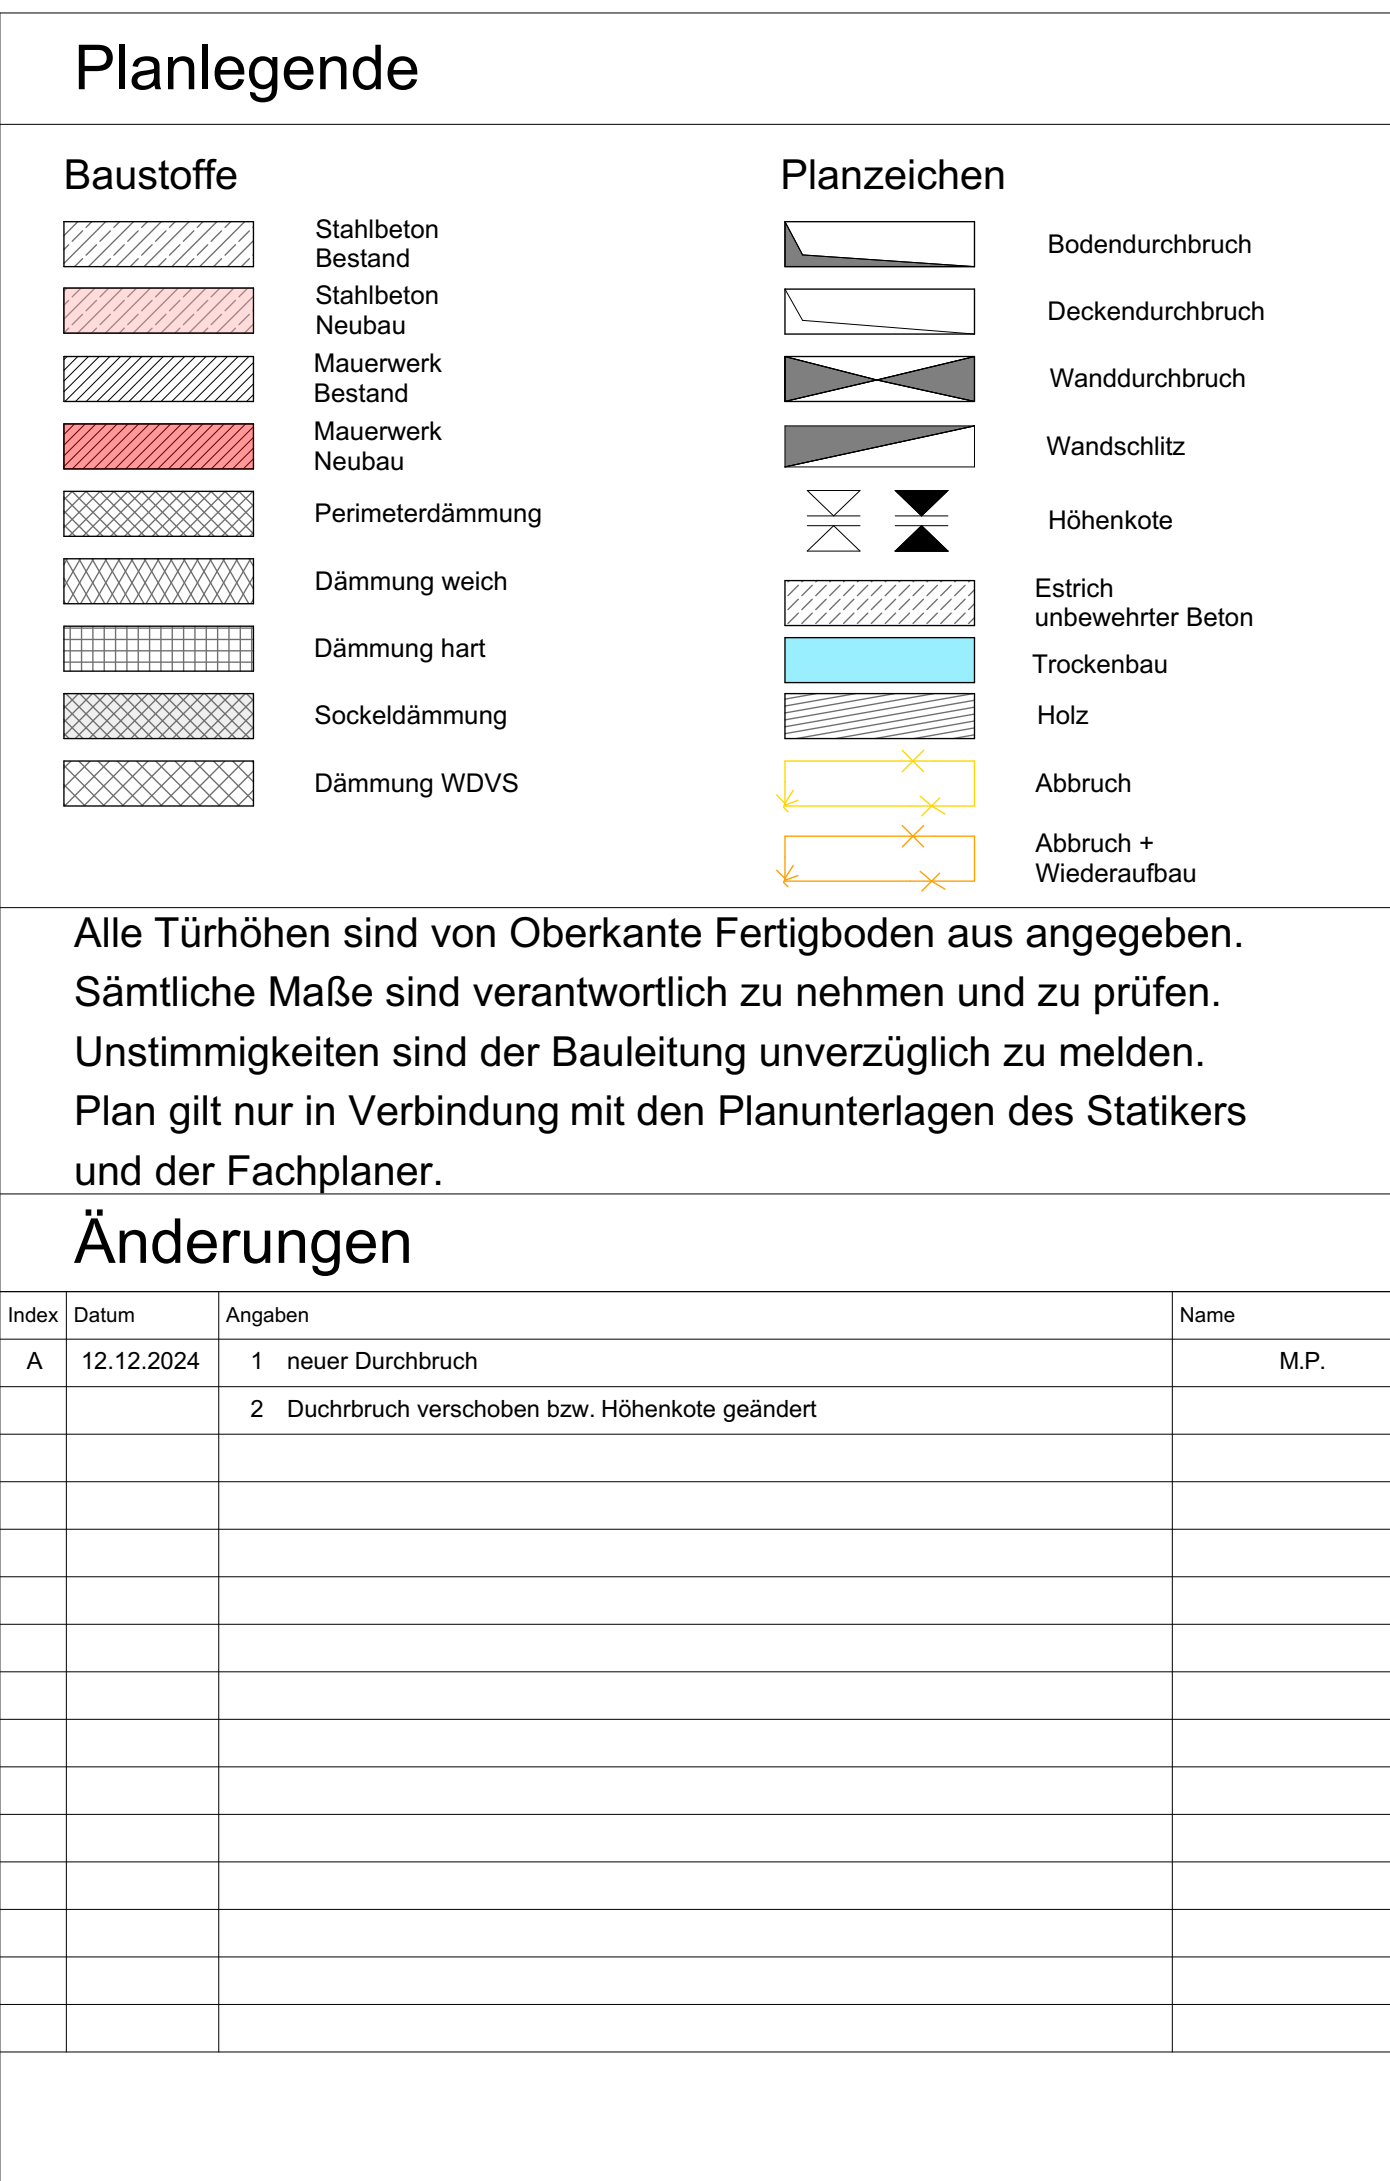 Planlegende
Baustoffe
Stahlbeton
Bestand
Stahlbeton
Neubau
Mauerwerk
Bestand
Mauerwerk
Neubau
Perimeterdämmung
Dämmung weich
Dämmung hart
Sockeldämmung
Dämmung WDVS
Planzeichen
Bodendurchbruch
Deckendurchbruch
Wanddurchbruch
Wandschlitz
Höhenkote
Estrich
unbewehrter Beton
Trockenbau
Holz
Abbruch
Abbruch +
Wiederaufbau
Alle Türhöhen sind von Oberkante Fertigboden aus angegeben.
Sämtliche Maße sind verantwortlich zu nehmen und zu prüfen.
Unstimmigkeiten sind der Bauleitung unverzüglich zu melden.
Plan gilt nur in Verbindung mit den Planunterlagen des Statikers
und der Fachplaner.
Änderungen
Index Datum Angaben Name
A 12.12.2024 1 neuer Durchbruch M.P.
2 Duchrbruch verschoben bzw. Höhenkote geändert